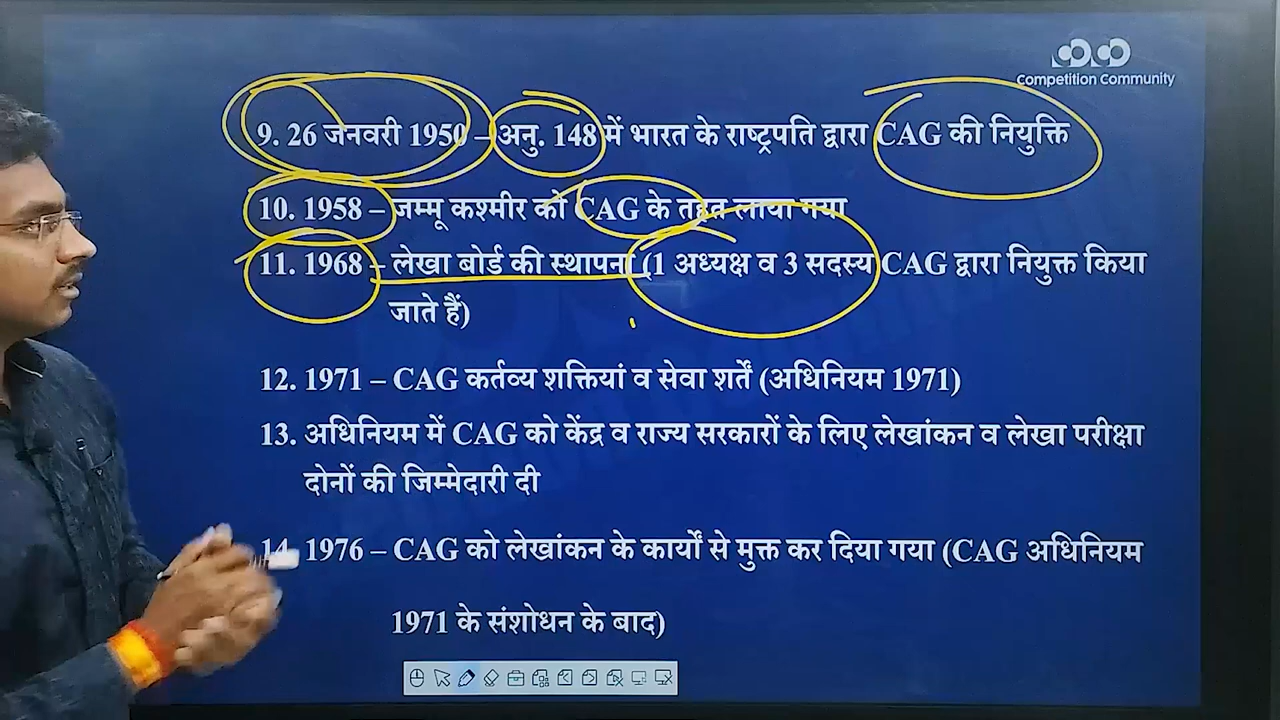 Competition Community
9. 26 जनवरी 1950 – अनु. 148 में भारत के राष्ट्रपति द्वारा CAG की नियुक्ति
10. 1958 – जम्मू कश्मीर को CAG के तहत लाया गया
11. 1968 – लेखा बोर्ड की स्थापना (1 अध्यक्ष व 3 सदस्य CAG द्वारा नियुक्त किया
जाते हैं)
12. 1971 – CAG कर्तव्य शक्तियां व सेवा शर्तें (अधिनियम 1971)
13. अधिनियम में CAG को केंद्र व राज्य सरकारों के लिए लेखांकन व लेखा परीक्षा
दोनों की जिम्मेदारी दी
14. 1976 – CAG को लेखांकन के कार्यों से मुक्त कर दिया गया (CAG अधिनियम
1971 के संशोधन के बाद)